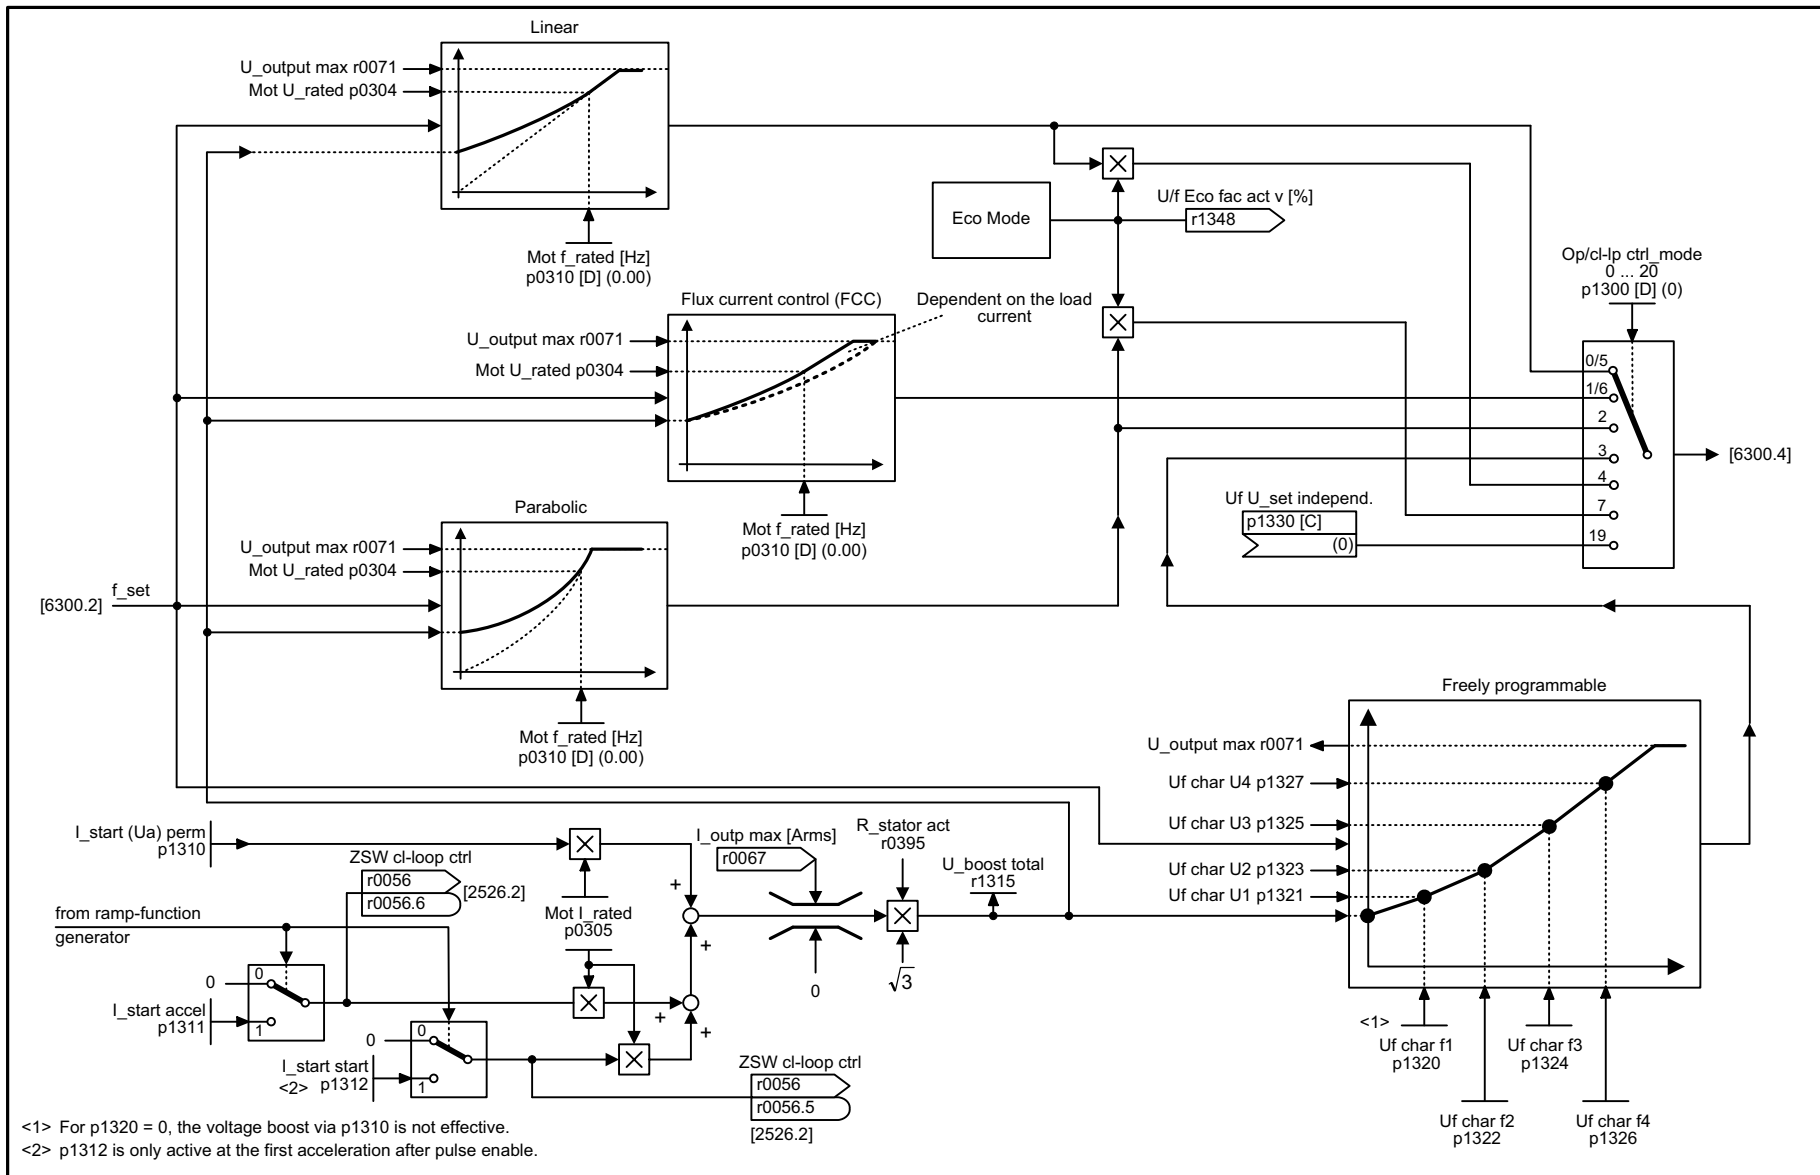 Linear
U_output max r0071
Mot U_rated p0304
Mot f_rated [Hz]
p0310 [D] (0.00)
Eco Mode
U/f Eco fac act v [%]
r1348
Op/cl-lp ctrl_mode
0 ... 20
p1300 [D] (0)
Flux current control (FCC)
Dependent on the load
current
U_output max r0071
Mot U_rated p0304
Mot f_rated [Hz]
p0310 [D] (0.00)
0/5
1/6
2
3
4
7
19
[6300.4]
Uf U_set independ.
p1330 [C]
(0)
Parabolic
U_output max r0071
Mot U_rated p0304
[6300.2]
f_set
Mot f_rated [Hz]
p0310 [D] (0.00)
Freely programmable
U_output max r0071
Uf char U4 p1327
Uf char U3 p1325
Uf char U2 p1323
Uf char U1 p1321
<1>
Uf char f1
p1320
Uf char f3
p1324
Uf char f2
p1322
Uf char f4
p1326
I_start (Ua) perm
p1310
ZSW cl-loop ctrl
r0056
r0056.6
[2526.2]
from ramp-function
generator
Mot I_rated
p0305
I_outp max [Arms]
r0067
R_stator act
r0395
U_boost total
r1315
+
+
+
+
0
√3
0
0
1
I_start accel
p1311
0
0
1
I_start start
<2> p1312
ZSW cl-loop ctrl
r0056
r0056.5
[2526.2]
<1> For p1320 = 0, the voltage boost via p1310 is not effective.
<2> p1312 is only active at the first acceleration after pulse enable.